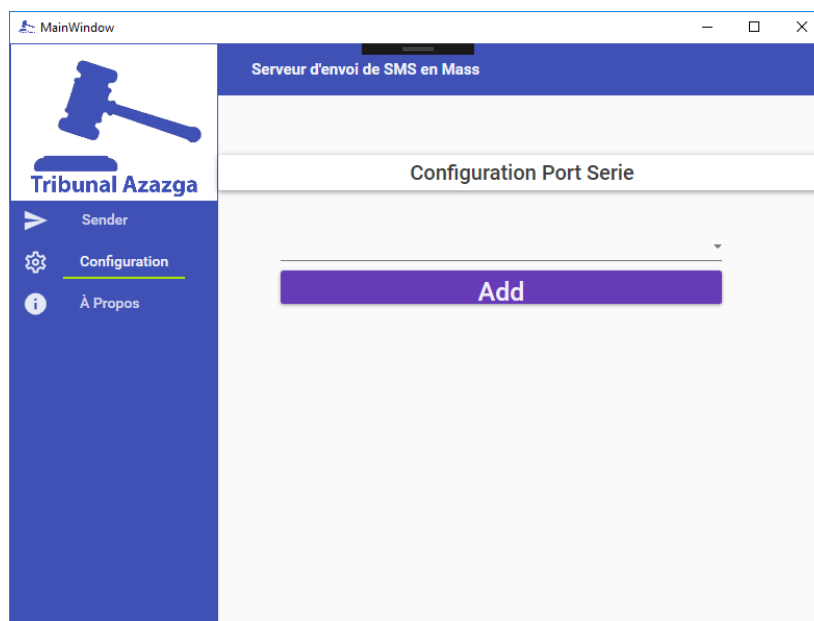 MainWindow
Serveur d'envoi de SMS en Mass
Tribunal Azazga
Configuration Port Serie
Sender
Configuration
À Propos
Add